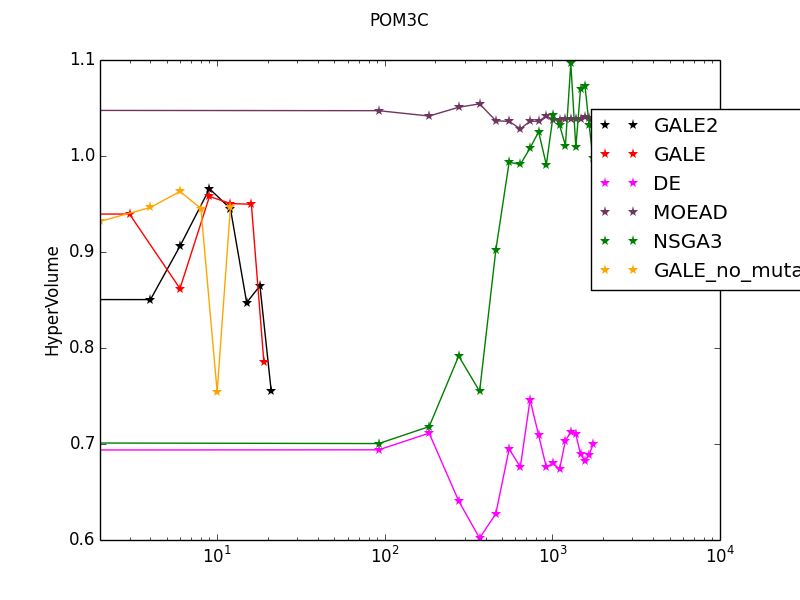 POM3C
1.1
1.0
0.9
0.8
0.7
0.6
HyperVolume
10^1
10^2
10^3
10^4
GALE2
GALE
DE
MOEAD
NSGA3
GALE_no_muta